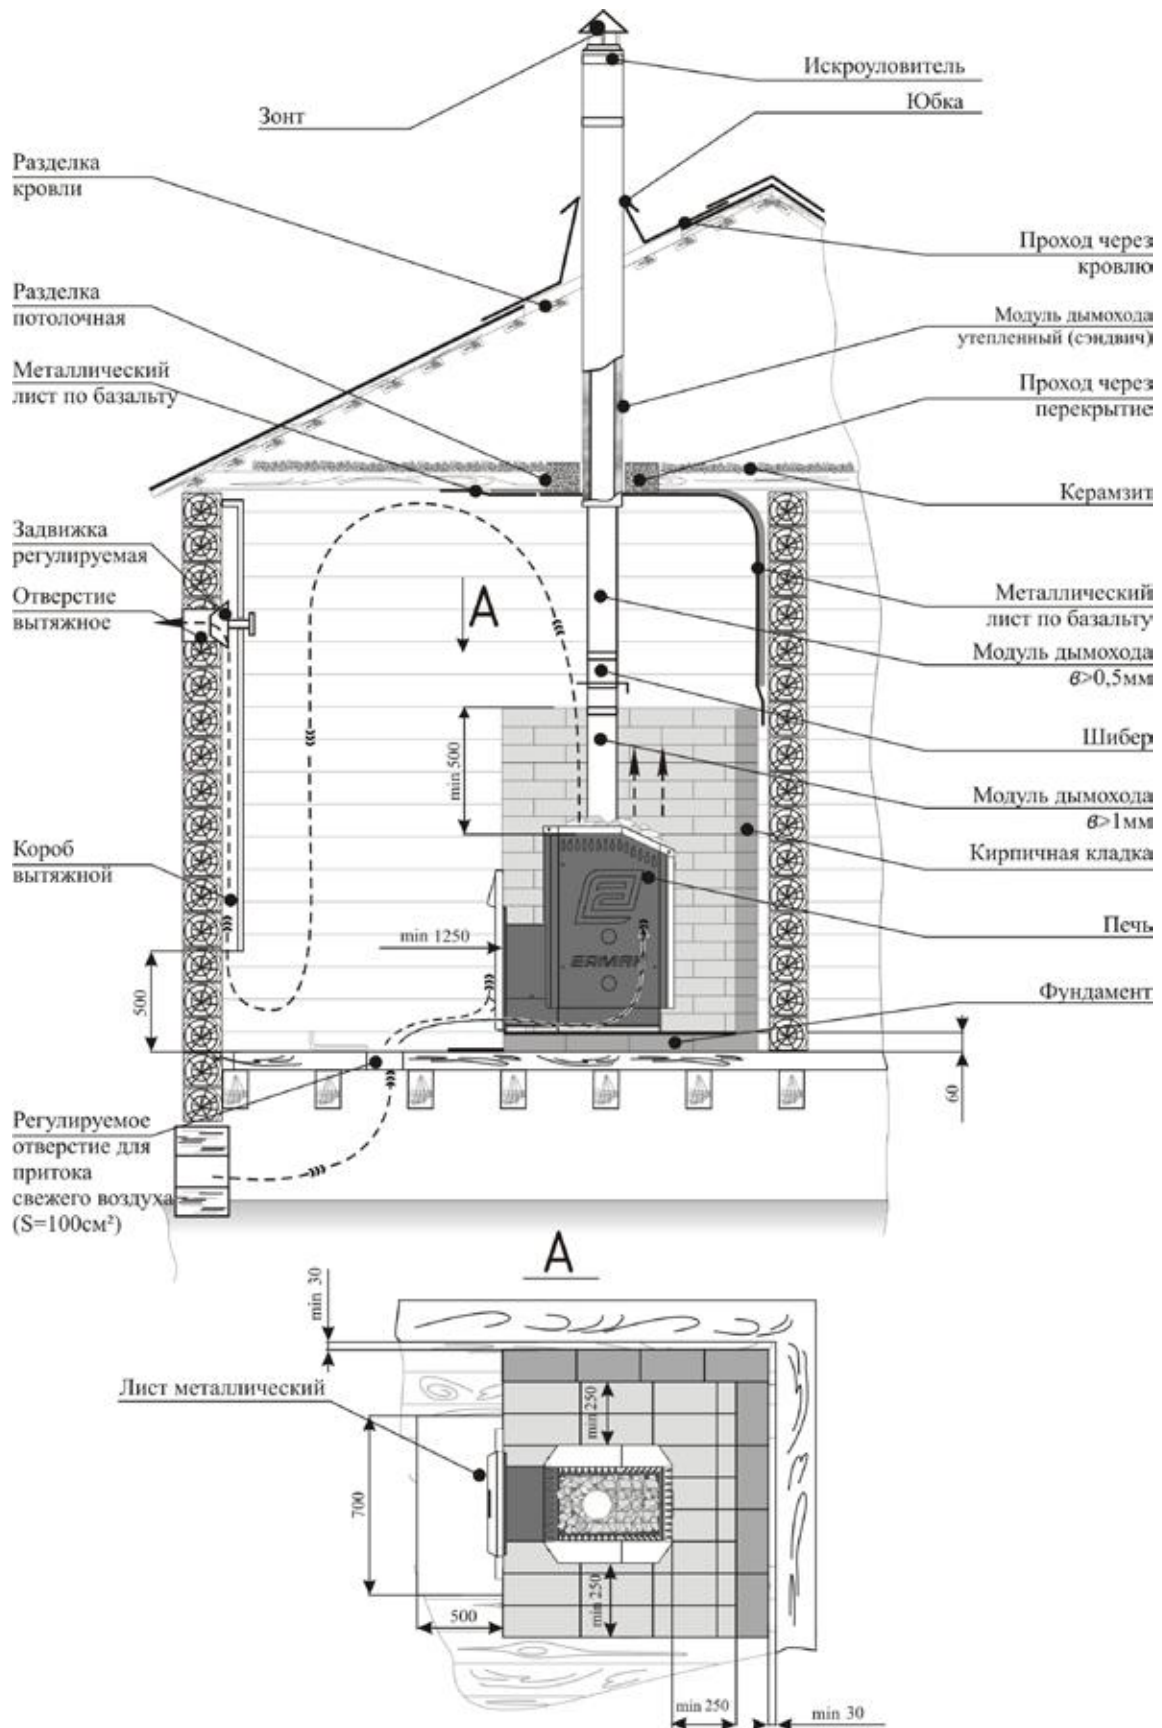 Искроуловитель
Юбка
Зонт
Разделка
кровли
Проход через
кровлю
Разделка
потолочная
Модуль дымохода
утепленный (сэндвич)
Металлический
лист по базальту
Проход через
перекрытие
Керамзит
Задвижка
регулируемая
Отверстие
вытяжное
А
Металлический
лист по базальту
Модуль дымохода
в>0,5мм
Шибер
min 500
Модуль дымохода
в>1мм
Короб
вытяжной
Кирпичная кладка
Печь
min 1250
ERMAK
500
Фундамент
60
Регулируемое
отверстие для
притока
свежего воздуха
(S=100см²)
А
min 30
Лист металлический
min 250
700
min 250
500
min 250
min 30